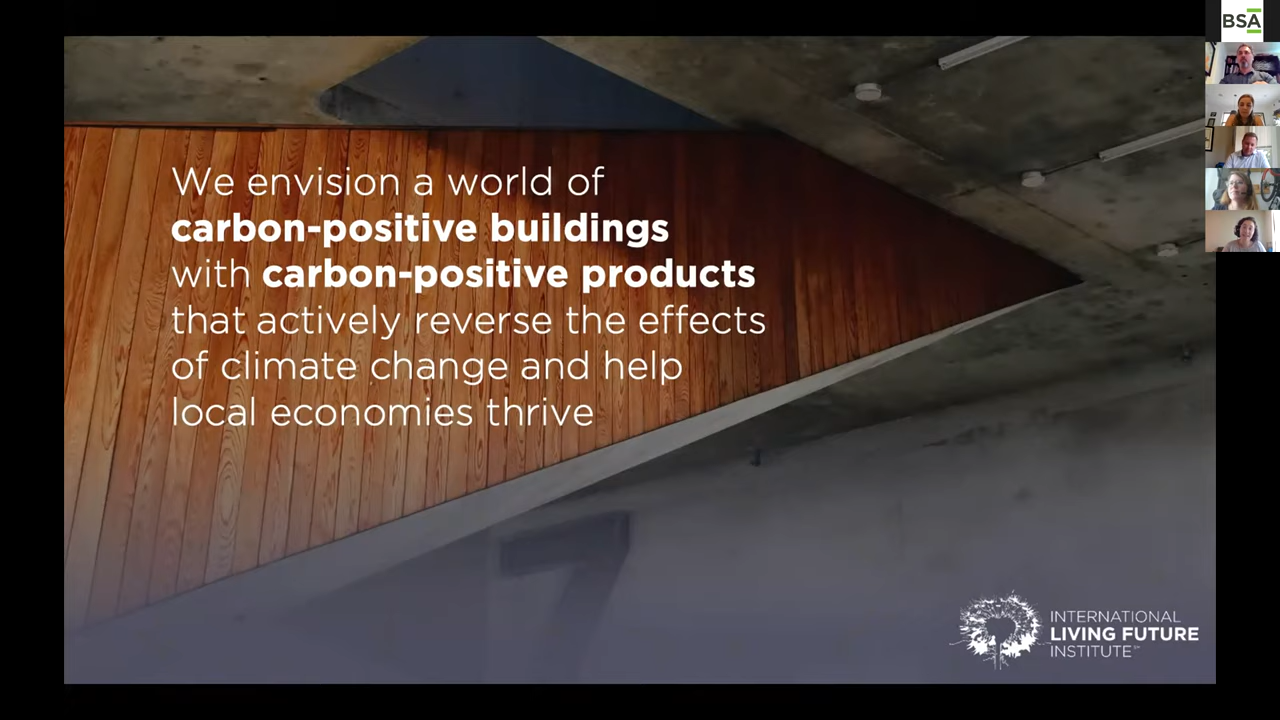 We envision a world of
carbon-positive buildings
with carbon-positive products
that actively reverse the effects
of climate change and help
local economies thrive
INTERNATIONAL
LIVING FUTURE
INSTITUTE℠
BSA